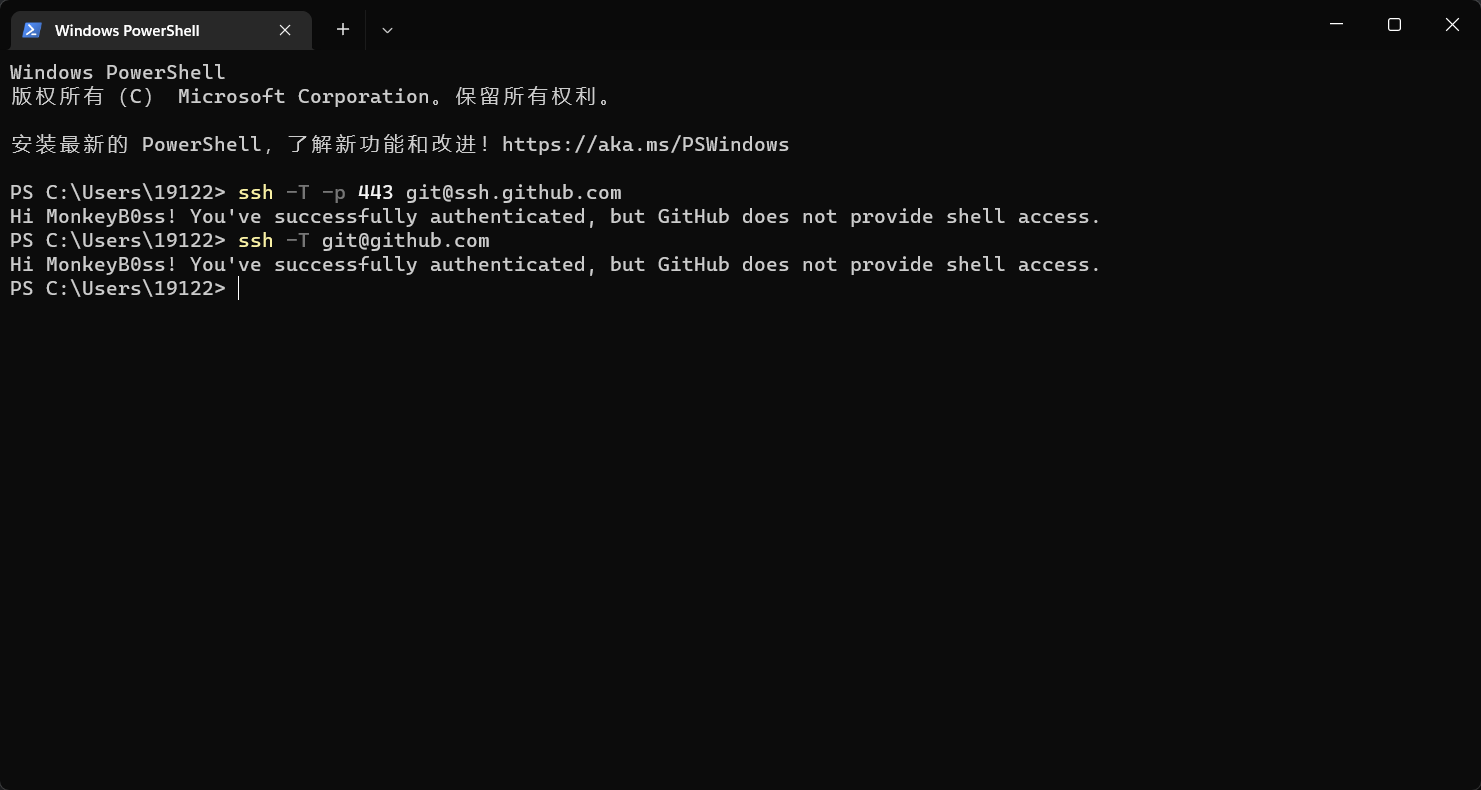 Windows PowerShell
Windows PowerShell
版权所有（C） Microsoft Corporation。保留所有权利。
安装最新的 PowerShell，了解新功能和改进！https://aka.ms/PSWindows
PS C:\Users\19122> ssh -T -p 443 git@ssh.github.com
Hi MonkeyB0ss! You've successfully authenticated, but GitHub does not provide shell access.
PS C:\Users\19122> ssh -T git@github.com
Hi MonkeyB0ss! You've successfully authenticated, but GitHub does not provide shell access.
PS C:\Users\19122>